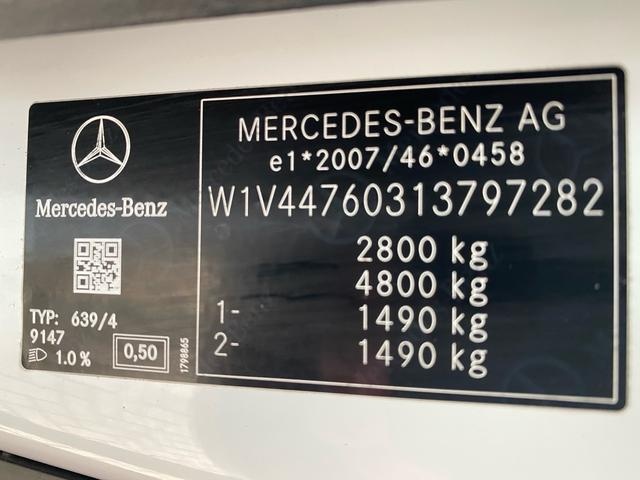 Mercedes-Benz
TYP: 639/4
9147
1.0 %
0,50
1798865
MERCEDES-BENZ AG
e1*2007/46*0458
W1V44760313797282
2800 kg
4800 kg
1- 1490 kg
2- 1490 kg